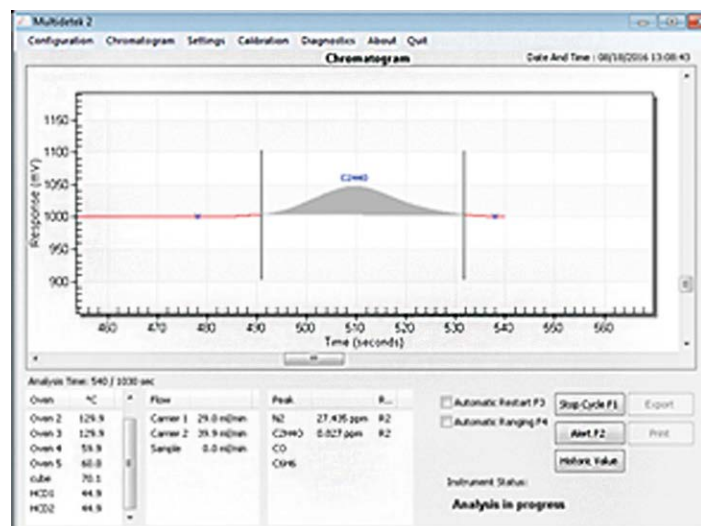 Multidetek 2
Configuration Chromatogram Settings Calibration Diagnostics About Quit
Chromatogram Date And Time : 08/18/2016 13:08:43
Response (mV)
1150
1100
1050
1000
950
900
C2H4O
460 470 480 490 500 510 520 530 540 550 560
Time (seconds)
Analysis Time: 540 / 1030 sec
Oven °C
Oven 2 129.9
Oven 3 129.9
Oven 4 59.9
Oven 5 60.0
cube 70.1
HCD1 44.9
HCD2 44.9
Flow
Carrier 1 29.0 ml/min
Carrier 2 39.9 ml/min
Sample 0.0 ml/min
Peak R...
N2 27.435 ppm R2
C2H4O 0.027 ppm R2
CO
C6H6
Automatic Restart F3
Automatic Ranging F4
Stop Cycle F1 Export
Alert F2 Print
Historic Value
Instrument Status:
Analysis in progress